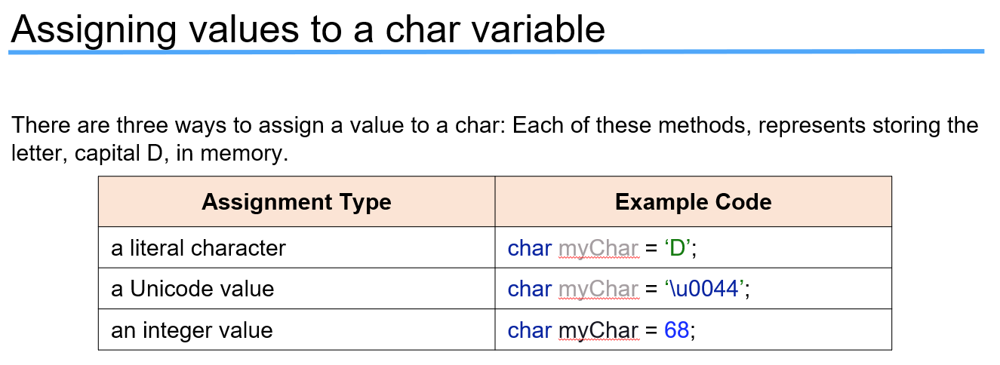 Assigning values to a char variable
There are three ways to assign a value to a char: Each of these methods, represents storing the
letter, capital D, in memory.
Assignment Type Example Code
a literal character char myChar = ‘D’;
a Unicode value char myChar = ‘\u0044’;
an integer value char myChar = 68;